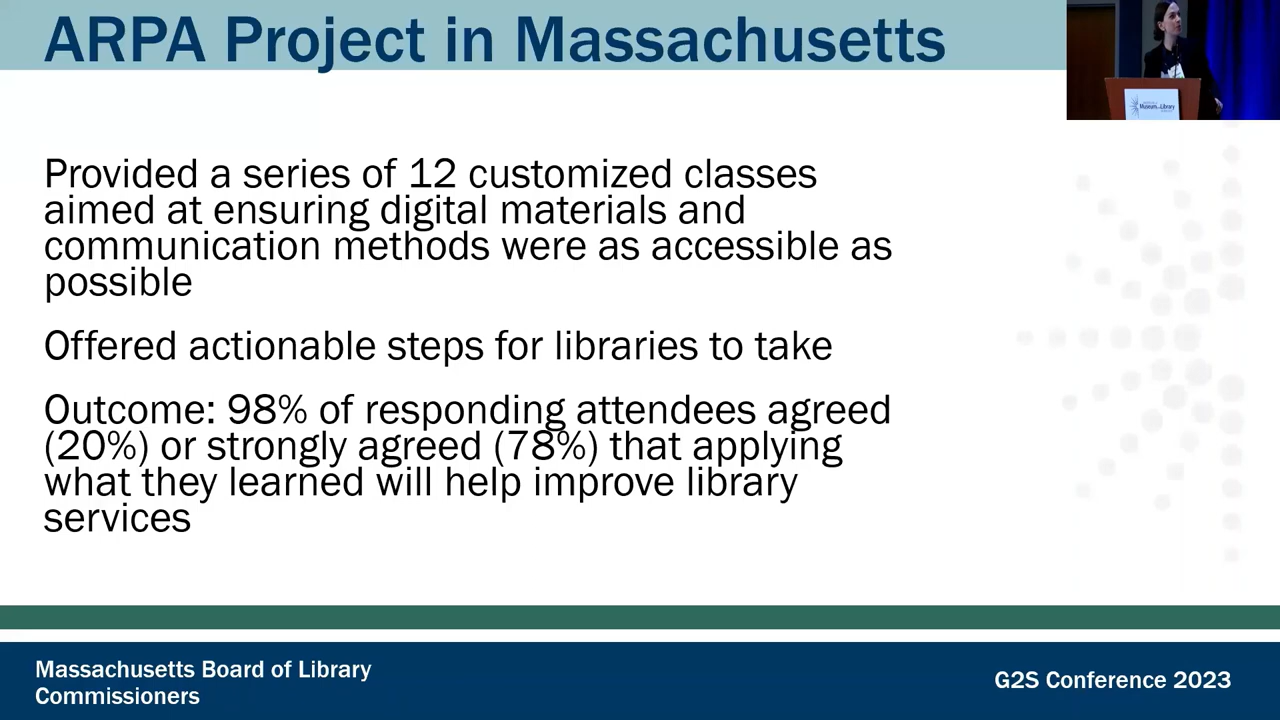 ARPA Project in Massachusetts
Museum and Library
Provided a series of 12 customized classes
aimed at ensuring digital materials and
communication methods were as accessible as
possible
Offered actionable steps for libraries to take
Outcome: 98% of responding attendees agreed
(20%) or strongly agreed (78%) that applying
what they learned will help improve library
services
Massachusetts Board of Library
Commissioners
G2S Conference 2023